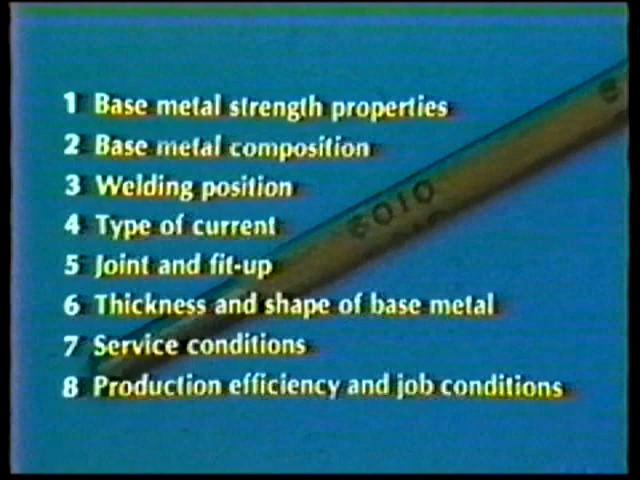 1 Base metal strength properties
2 Base metal composition
3 Welding position
4 Type of current
5 Joint and fit-up
6 Thickness and shape of base metal
7 Service conditions
8 Production efficiency and job conditions
6010